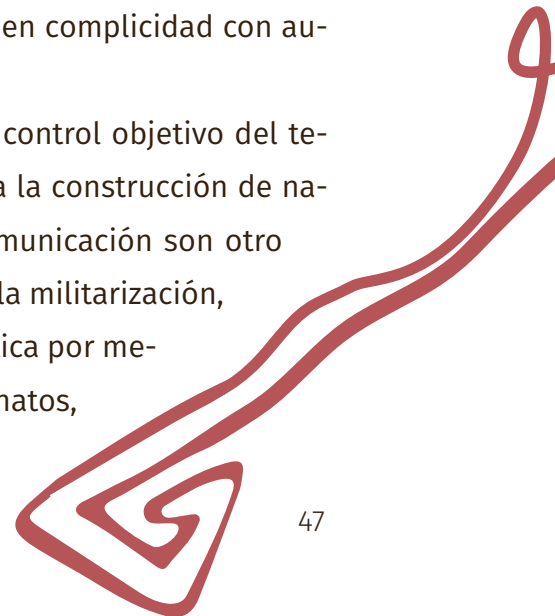 en complicidad con au-
control objetivo del te-
a la construcción de na-
municación son otro
la militarización,
tica por me-
natos,
47